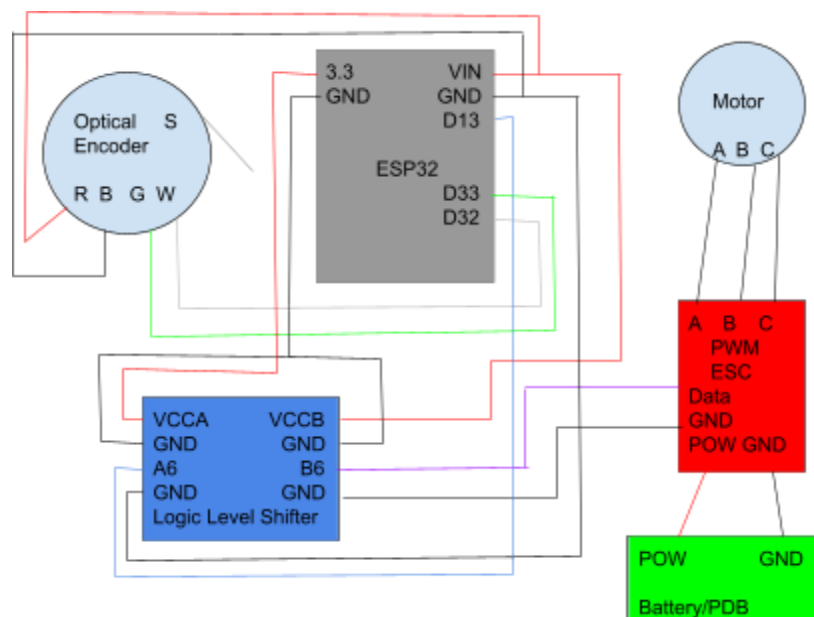 Optical S
Encoder
R B G W
3.3 VIN
GND GND
D13
ESP32
D33
D32
Motor
A B C
A B C
PWM
ESC
Data
GND
POW GND
VCCA VCCB
GND GND
A6 B6
GND GND
Logic Level Shifter
POW GND
Battery/PDB